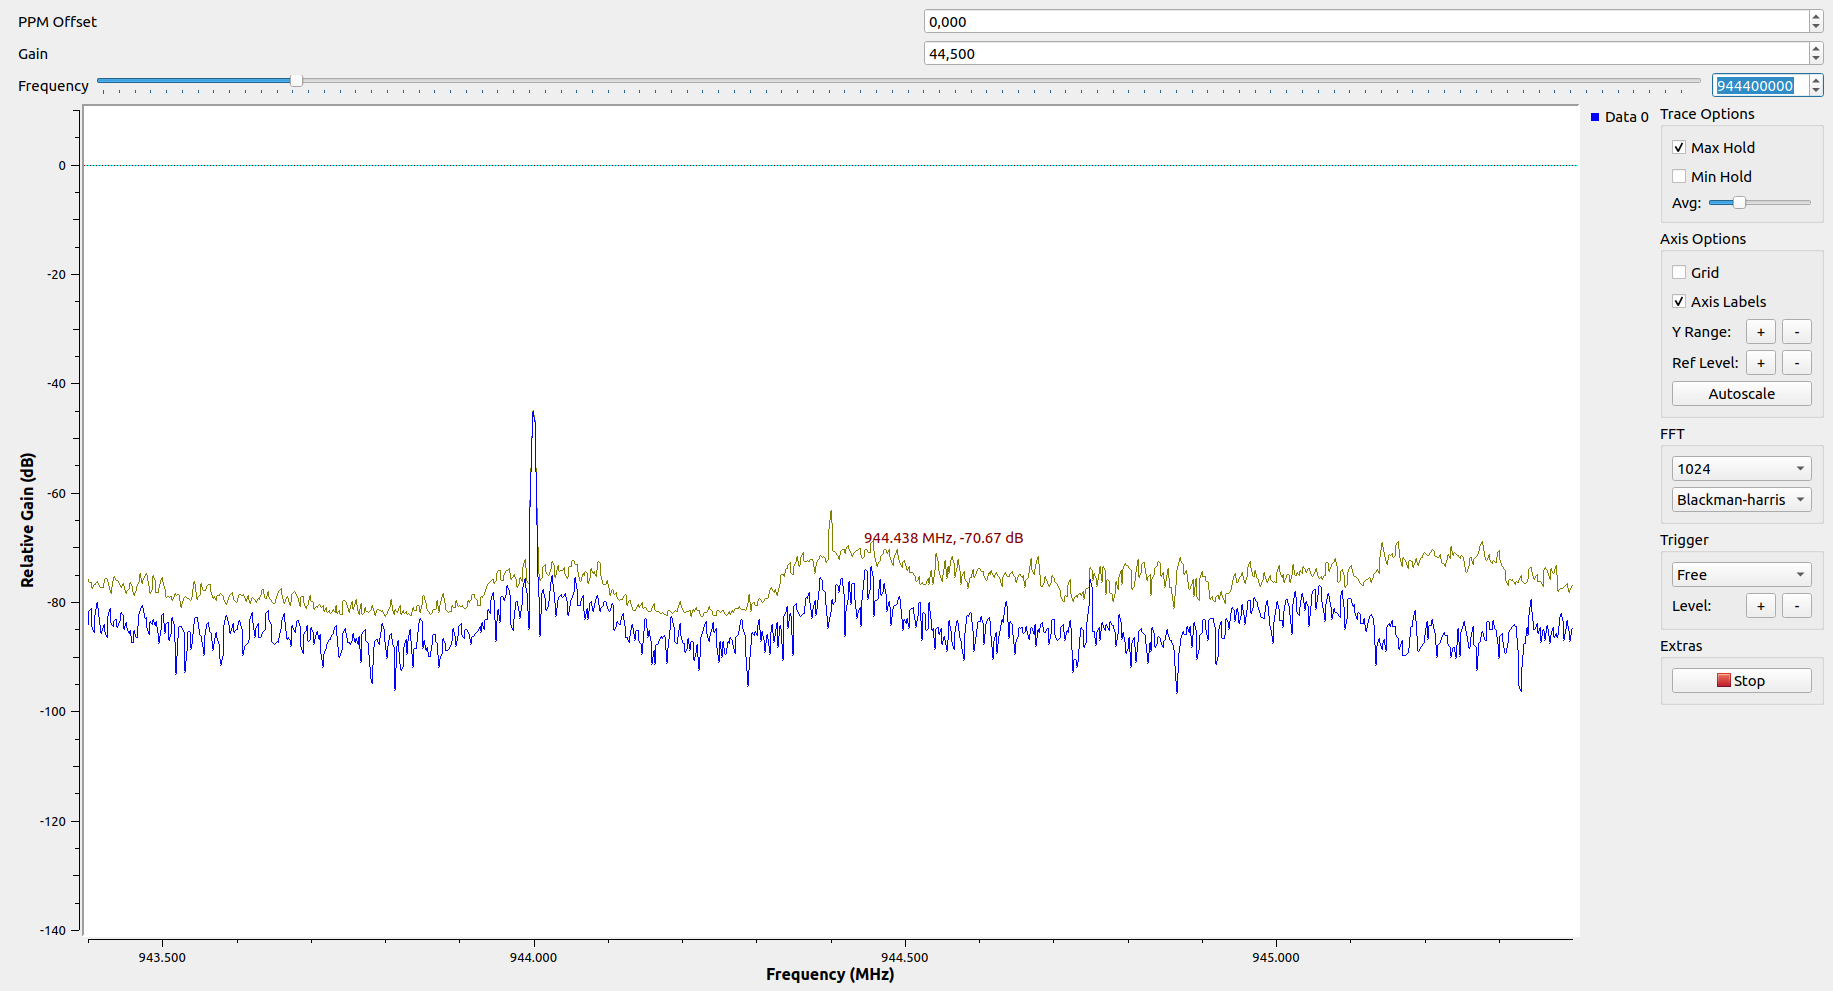 PPM Offset 0,000
Gain 44,500
Frequency 944400000
Data 0
Trace Options
Max Hold
Min Hold
Avg:
Axis Options
Grid
Axis Labels
Y Range: + -
Ref Level: + -
Autoscale
FFT
1024
Blackman-harris
Trigger
Free
Level: + -
Extras
Stop
Relative Gain (dB)
0
-20
-40
-60
-80
-100
-120
-140
944.438 MHz, -70.67 dB
943.500 944.000 944.500 945.000
Frequency (MHz)